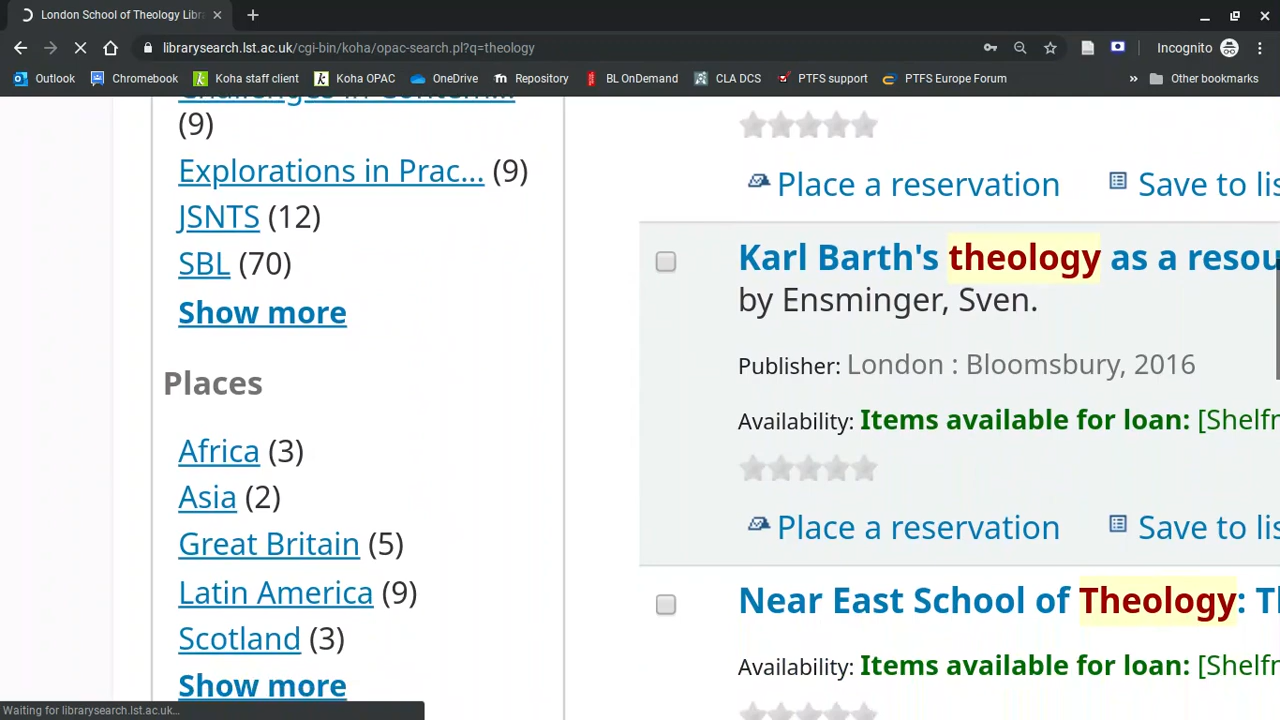 London School of Theology Libr
librarysearch.lst.ac.uk/cgi-bin/koha/opac-search.pl?q=theology
Incognito
Outlook Chromebook Koha staff client Koha OPAC OneDrive Repository BL OnDemand CLA DCS PTFS support PTFS Europe Forum » Other bookmarks
Challenges in Contem...
(9)
Explorations in Prac... (9)
JSNTS (12)
SBL (70)
Show more
Places
Africa (3)
Asia (2)
Great Britain (5)
Latin America (9)
Scotland (3)
Show more
Place a reservation Save to lis
Karl Barth's theology as a resou
by Ensminger, Sven.
Publisher: London : Bloomsbury, 2016
Availability: Items available for loan: [Shelfr
Place a reservation Save to lis
Near East School of Theology: Th
Availability: Items available for loan: [Shelfr
Waiting for librarysearch.lst.ac.uk...